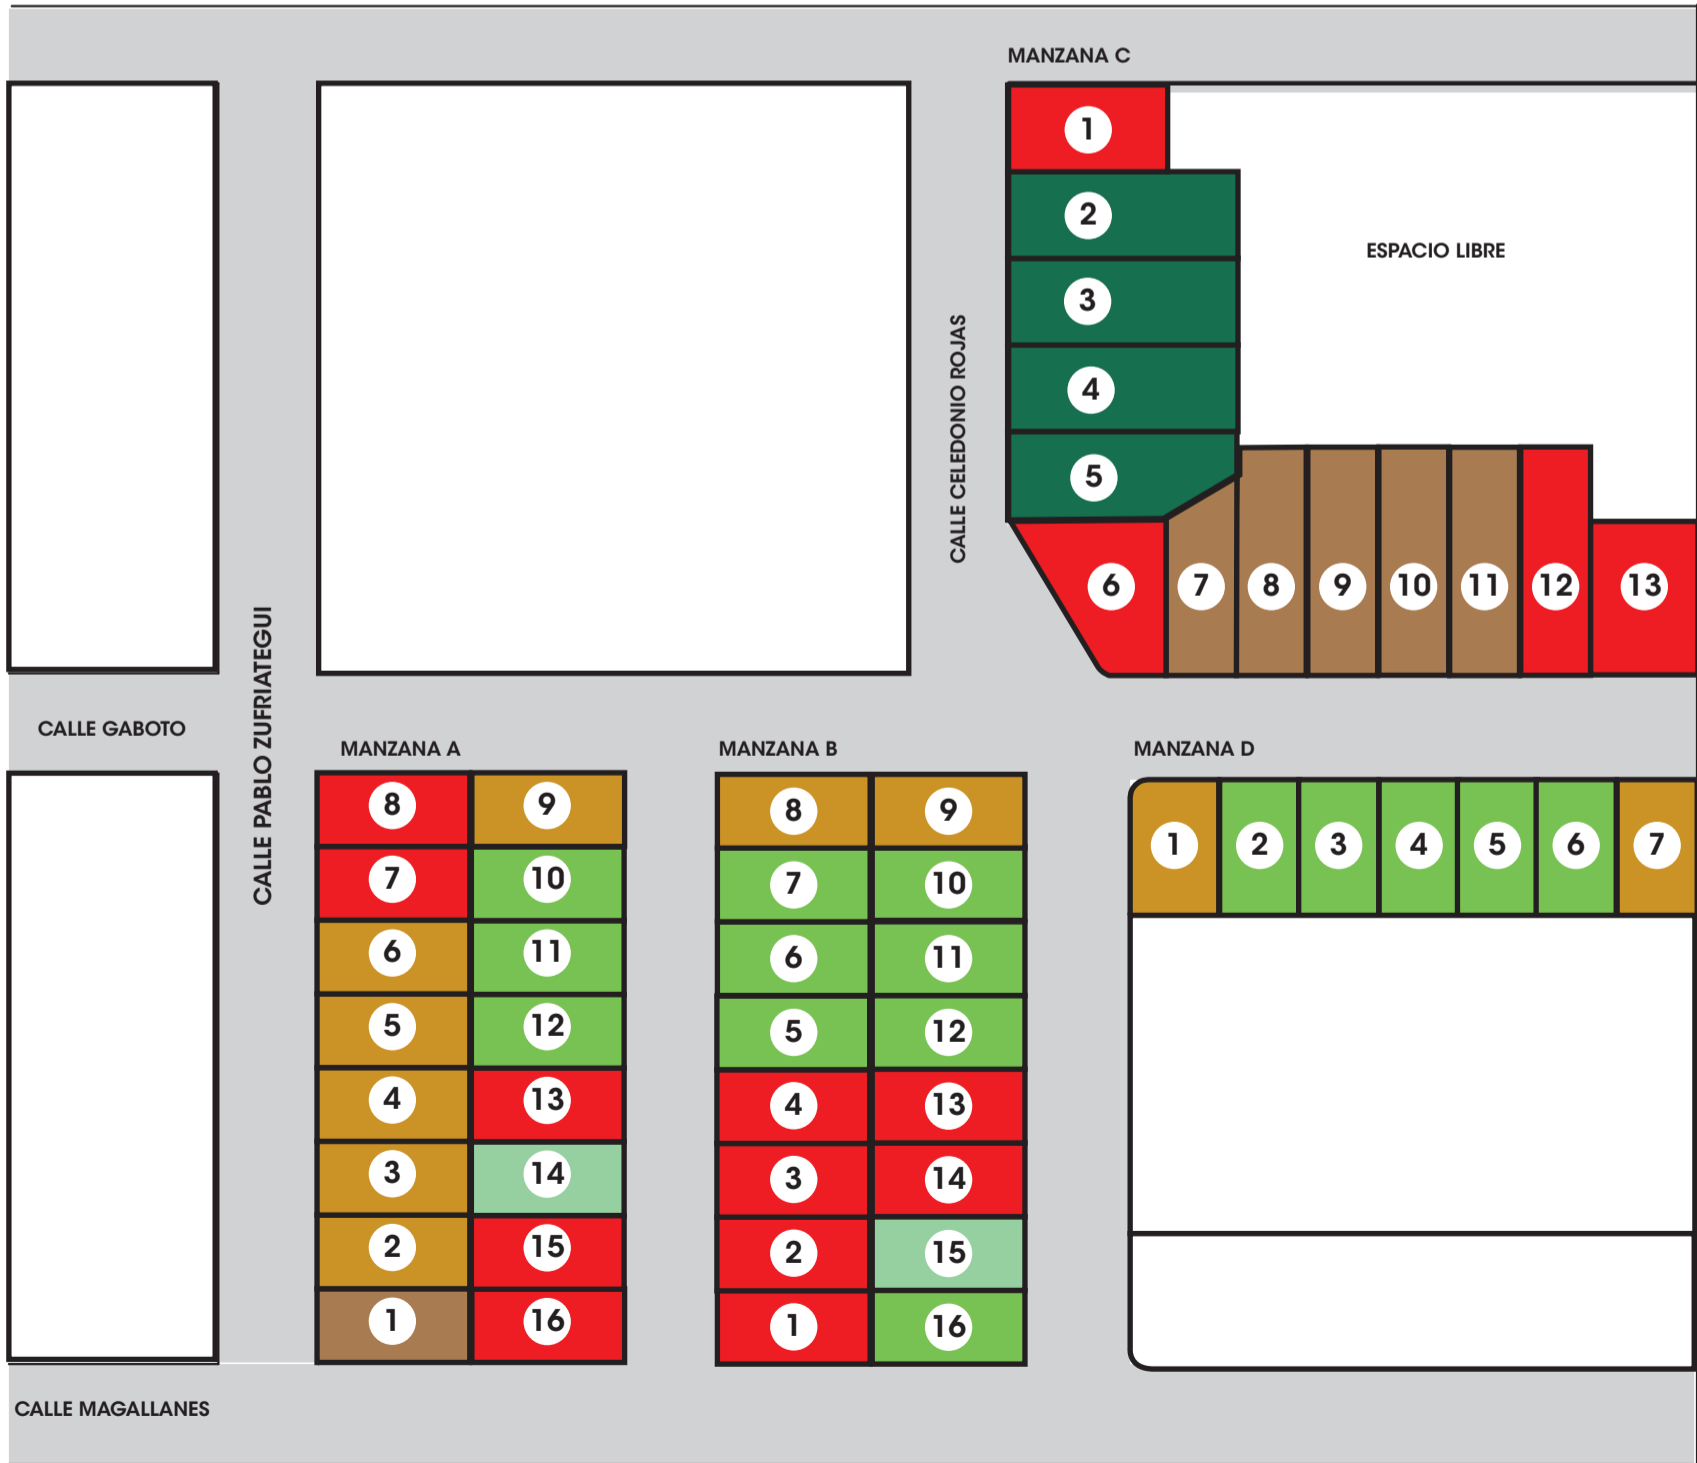 MANZANA C
1
2
3
4
5
6 7 8 9 10 11 12 13
ESPACIO LIBRE
CALLE CELEDONIO ROJAS
CALLE PABLO ZUFRIATEGUI
CALLE GABOTO
MANZANA A
8 9
7 10
6 11
5 12
4 13
3 14
2 15
1 16
MANZANA B
8 9
7 10
6 11
5 12
4 13
3 14
2 15
1 16
MANZANA D
1 2 3 4 5 6 7
CALLE MAGALLANES